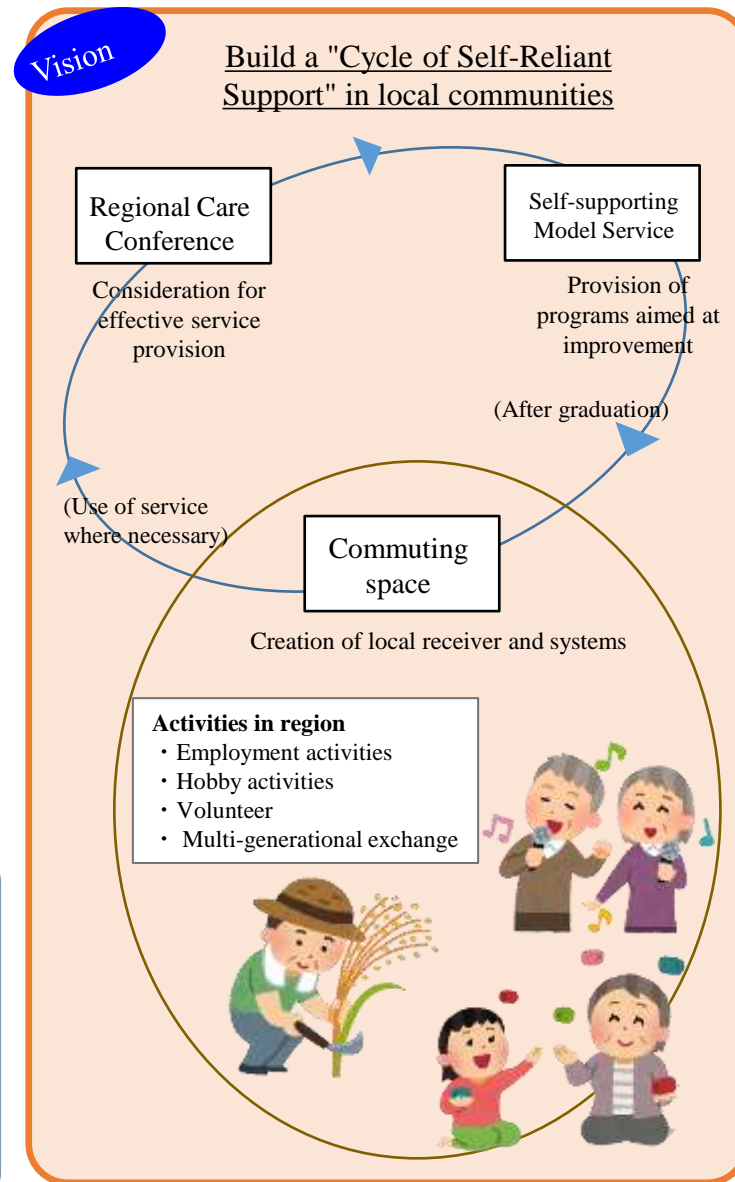 Vision
Build a "Cycle of Self-Reliant
Support" in local communities
Regional Care
Conference
Consideration for
effective service
provision
Self-supporting
Model Service
Provision of
programs aimed at
improvement
(After graduation)
(Use of service
where necessary)
Commuting
space
Creation of local receiver and systems
Activities in region
・Employment activities
・Hobby activities
・Volunteer
・ Multi-generational exchange